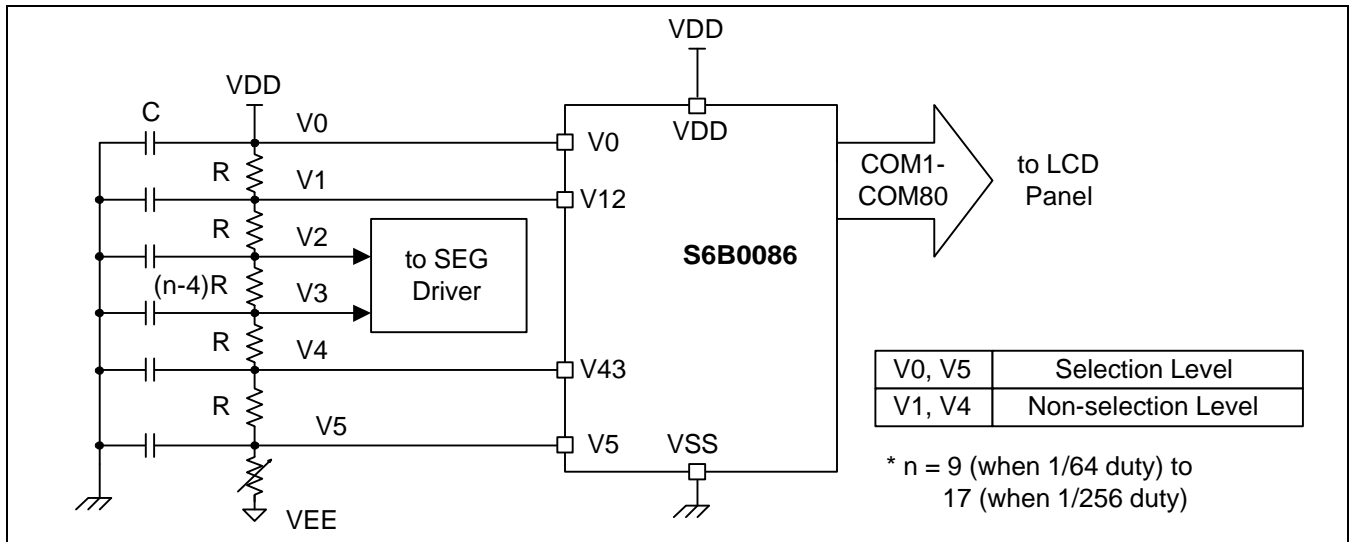 VDD
VDD
C
V0
V0
VDD
R
V1
V12
COM1-
COM80
to LCD
Panel
R
V2
to SEG
Driver
S6B0086
(n-4)R
V3
R
V4
V43
V0, V5 Selection Level
V1, V4 Non-selection Level
R
V5
V5
VSS
* n = 9 (when 1/64 duty) to
17 (when 1/256 duty)
VEE